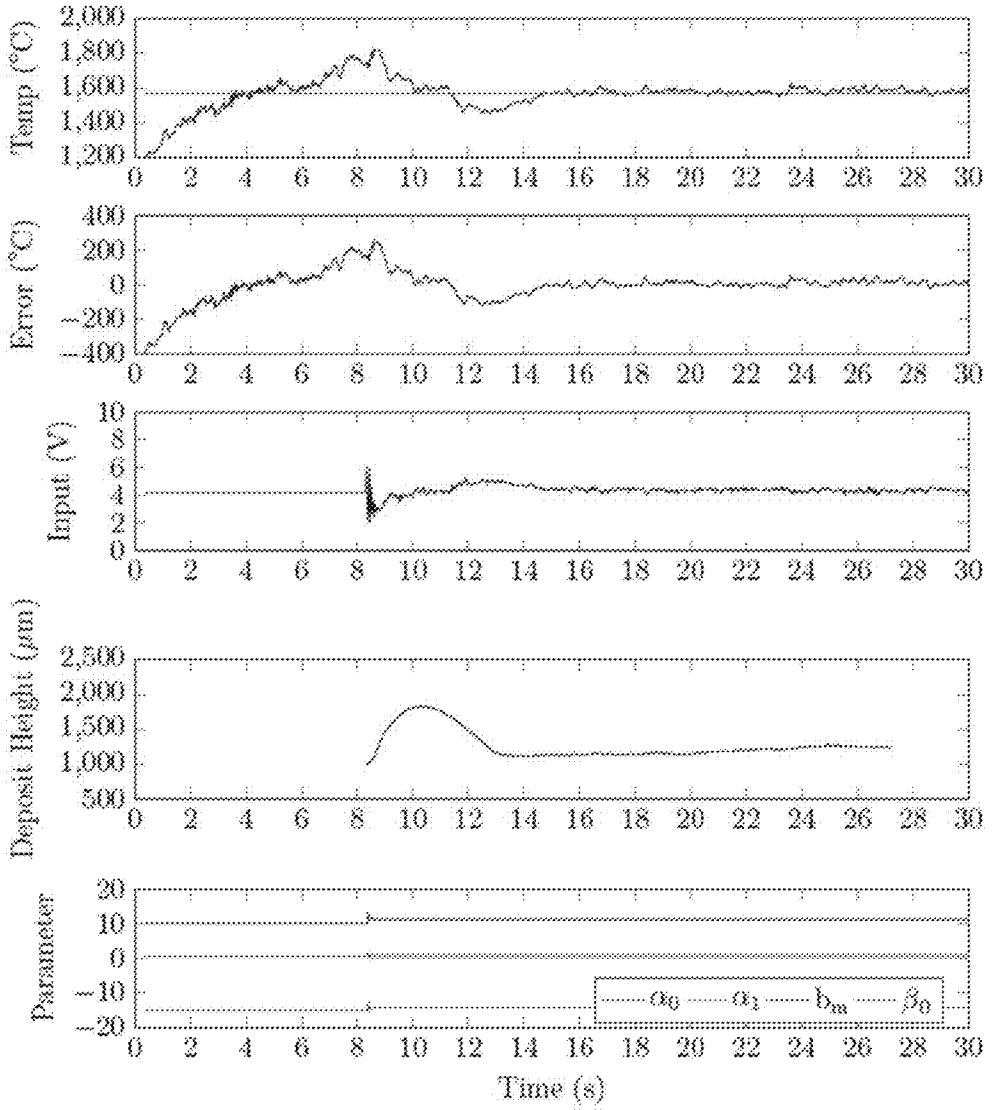 2,000
1,800
1,600
1,400
1,200
Temp (°C)
0 2 4 6 8 10 12 14 16 18 20 22 24 26 28 30
400
200
0
−200
−400
Error (°C)
0 2 4 6 8 10 12 14 16 18 20 22 24 26 28 30
10
8
6
4
2
0
Input (V)
0 2 4 6 8 10 12 14 16 18 20 22 24 26 28 30
2,500
2,000
1,500
1,000
500
Deposit Height (μm)
0 2 4 6 8 10 12 14 16 18 20 22 24 26 28 30
20
10
0
−10
−20
Parameter
α₀ α₁ bₘ β₀
0 2 4 6 8 10 12 14 16 18 20 22 24 26 28 30
Time (s)